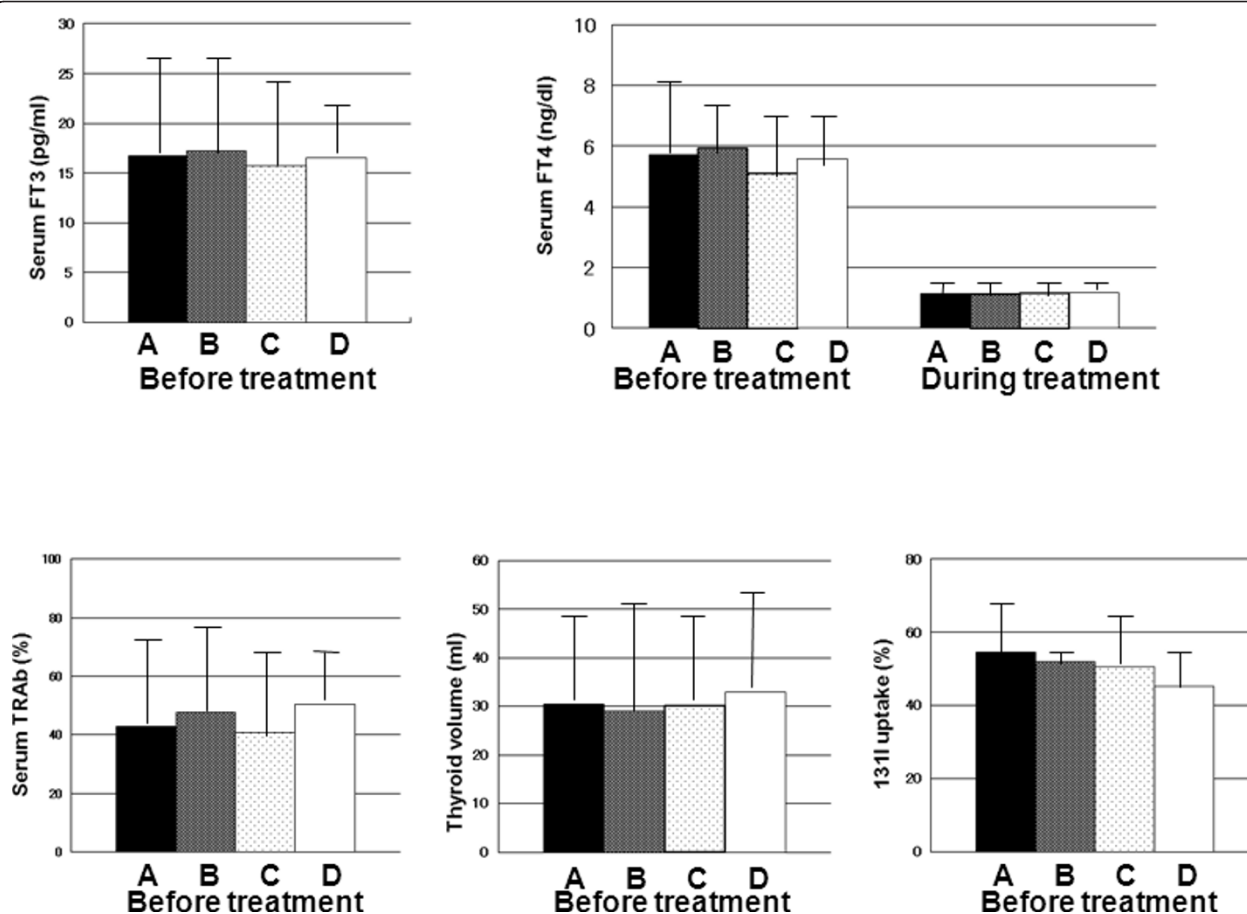 Serum FT3 (pg/ml)
30
25
20
15
10
5
0
A B C D
Before treatment
Serum FT4 (ng/dl)
10
8
6
4
2
0
A B C D
Before treatment
A B C D
During treatment
Serum TRAb (%)
100
80
60
40
20
0
A B C D
Before treatment
Thyroid volume (ml)
60
50
40
30
20
10
0
A B C D
Before treatment
131I uptake (%)
80
60
40
20
0
A B C D
Before treatment